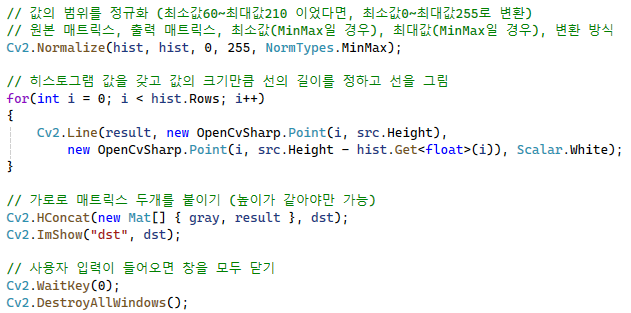 // 값의 범위를 정규화 (최소값60~최대값210 이었다면, 최소값0~최대값255로 변환)
// 원본 매트릭스, 출력 매트릭스, 최소값(MinMax일 경우), 최대값(MinMax일 경우), 변환 방식
Cv2.Normalize(hist, hist, 0, 255, NormTypes.MinMax);
// 히스토그램 값을 갖고 값의 크기만큼 선의 길이를 정하고 선을 그림
for(int i = 0; i < hist.Rows; i++)
{
Cv2.Line(result, new OpenCvSharp.Point(i, src.Height),
new OpenCvSharp.Point(i, src.Height - hist.Get<float>(i)), Scalar.White);
}
// 가로로 매트릭스 두개를 붙이기 (높이가 같아야만 가능)
Cv2.HConcat(new Mat[] { gray, result }, dst);
Cv2.ImShow("dst", dst);
// 사용자 입력이 들어오면 창을 모두 닫기
Cv2.WaitKey(0);
Cv2.DestroyAllWindows();